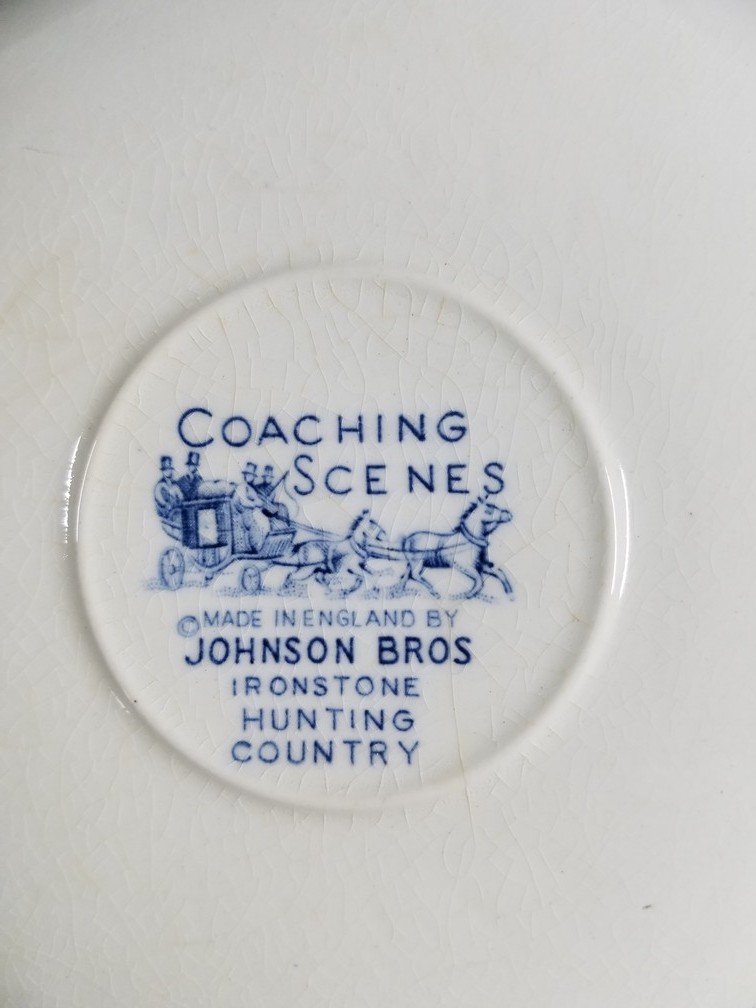 COACHING
SCENES
©MADE IN ENGLAND BY
JOHNSON BROS
IRONSTONE
HUNTING
COUNTRY